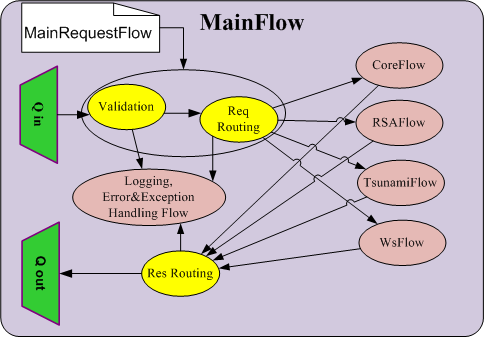 MainFlow
MainRequestFlow
Q in
Validation
Req
Routing
CoreFlow
RSAFlow
TsunamiFlow
WsFlow
Logging,
Error&Exception
Handling Flow
Res Routing
Q out